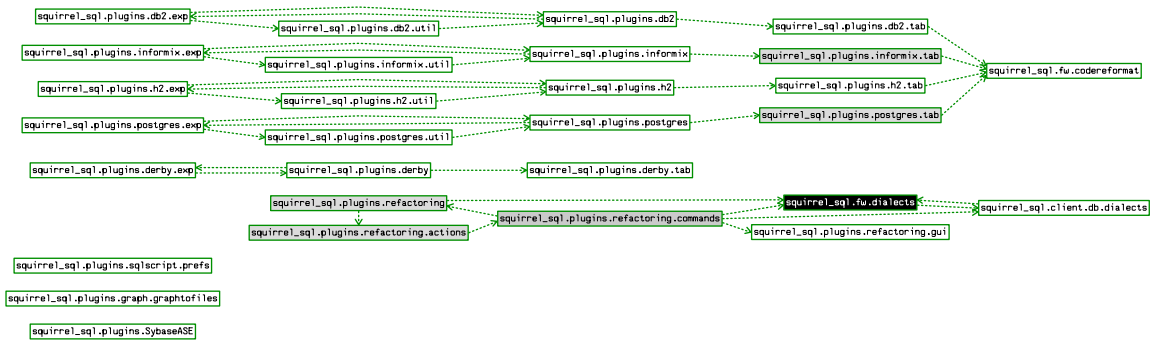 squirrel_sql.plugins.db2.exp
squirrel_sql.plugins.db2.util
squirrel_sql.plugins.db2
squirrel_sql.plugins.db2.tab
squirrel_sql.plugins.informix.exp
squirrel_sql.plugins.informix.util
squirrel_sql.plugins.informix
squirrel_sql.plugins.informix.tab
squirrel_sql.fw.codereformat
squirrel_sql.plugins.h2.exp
squirrel_sql.plugins.h2.util
squirrel_sql.plugins.h2
squirrel_sql.plugins.h2.tab
squirrel_sql.plugins.postgres.exp
squirrel_sql.plugins.postgres.util
squirrel_sql.plugins.postgres
squirrel_sql.plugins.postgres.tab
squirrel_sql.plugins.derby.exp
squirrel_sql.plugins.derby
squirrel_sql.plugins.derby.tab
squirrel_sql.plugins.refactoring
squirrel_sql.fw.dialects
squirrel_sql.client.db.dialects
squirrel_sql.plugins.refactoring.commands
squirrel_sql.plugins.refactoring.actions
squirrel_sql.plugins.refactoring.gui
squirrel_sql.plugins.sqlscript.prefs
squirrel_sql.plugins.graph.graphtofiles
squirrel_sql.plugins.SybaseASE